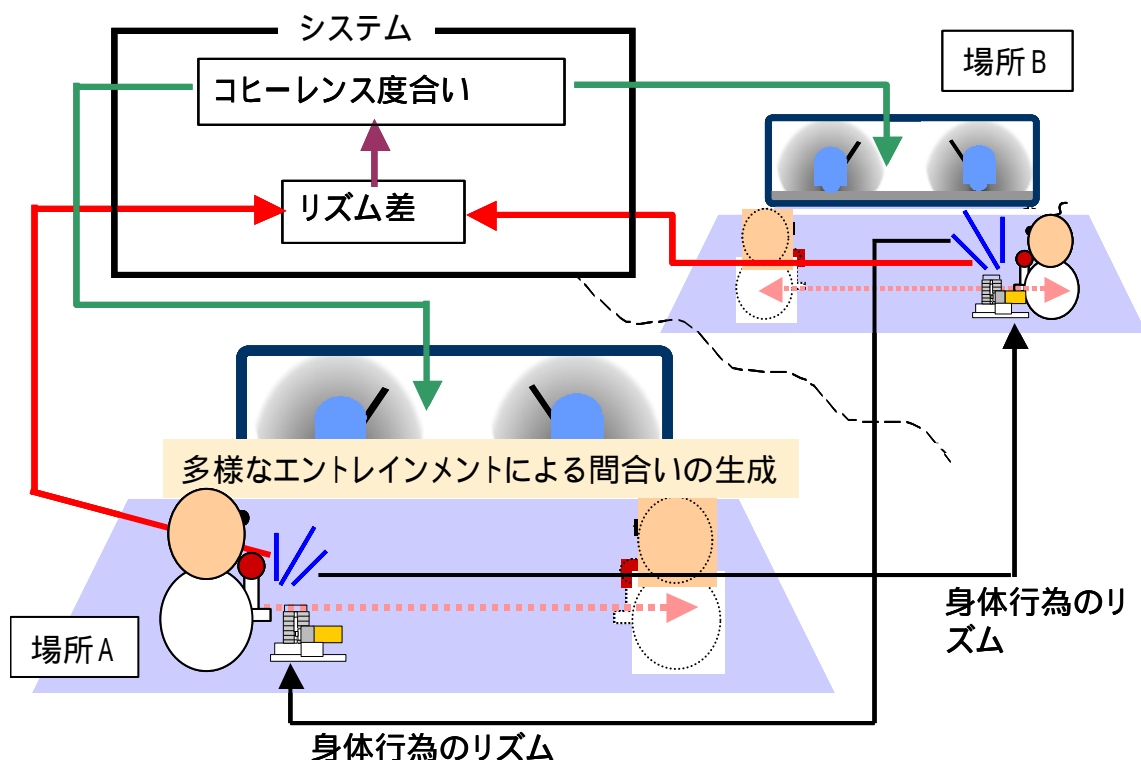 システム
コヒーレンス度合い
リズム差
場所B
多様なエントレインメントによる間合いの生成
場所A
身体行為のリ
ズム
身体行為のリズム